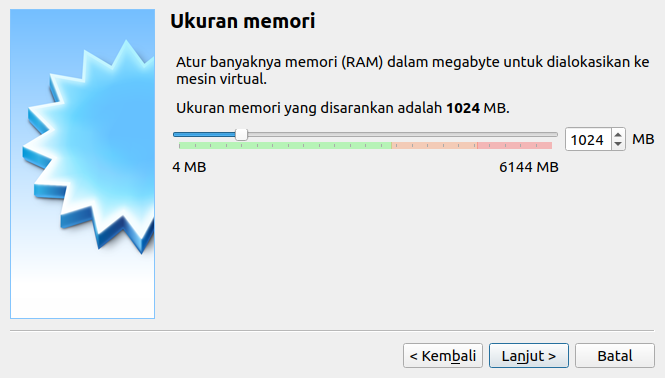 Ukuran memori
Atur banyaknya memori (RAM) dalam megabyte untuk dialokasikan ke
mesin virtual.
Ukuran memori yang disarankan adalah 1024 MB.
1024 MB
4 MB 6144 MB
< Kembali Lanjut > Batal